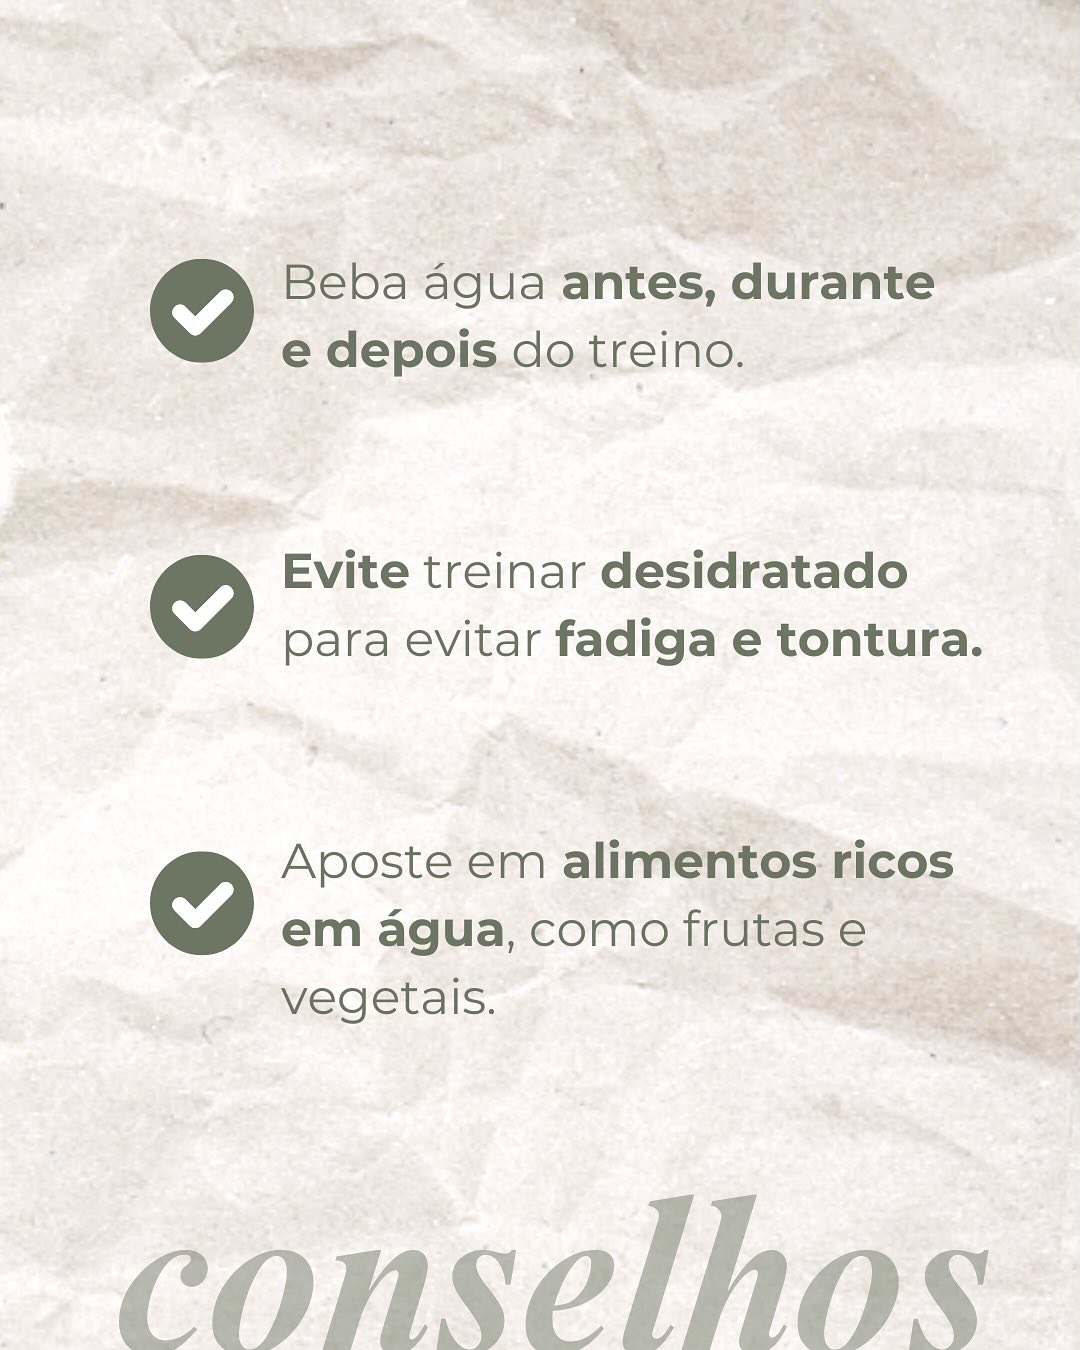 Beba água antes, durante
e depois do treino.
Evite treinar desidratado
para evitar fadiga e tontura.
Aposte em alimentos ricos
em água, como frutas e
vegetais.
conselhos